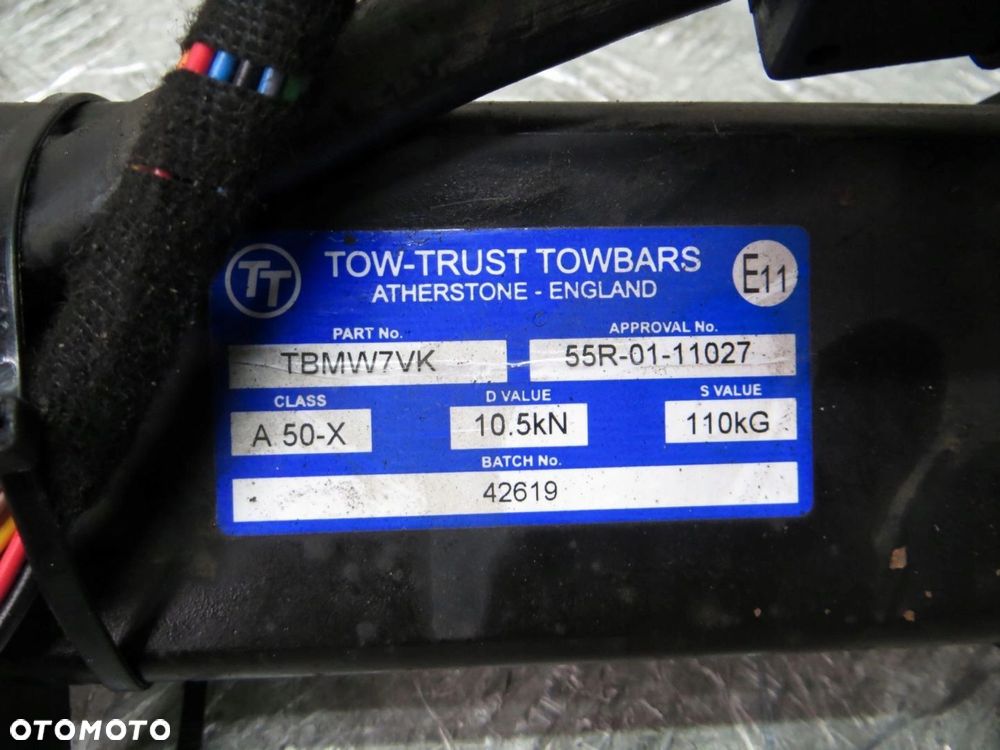 TT
TOW-TRUST TOWBARS
E11
ATHERSTONE - ENGLAND
PART No.
APPROVAL No.
TBMW7VK
55R-01-11027
CLASS
D VALUE
S VALUE
A 50-X
10.5kN
110kG
BATCH No.
42619
OTOMOTO